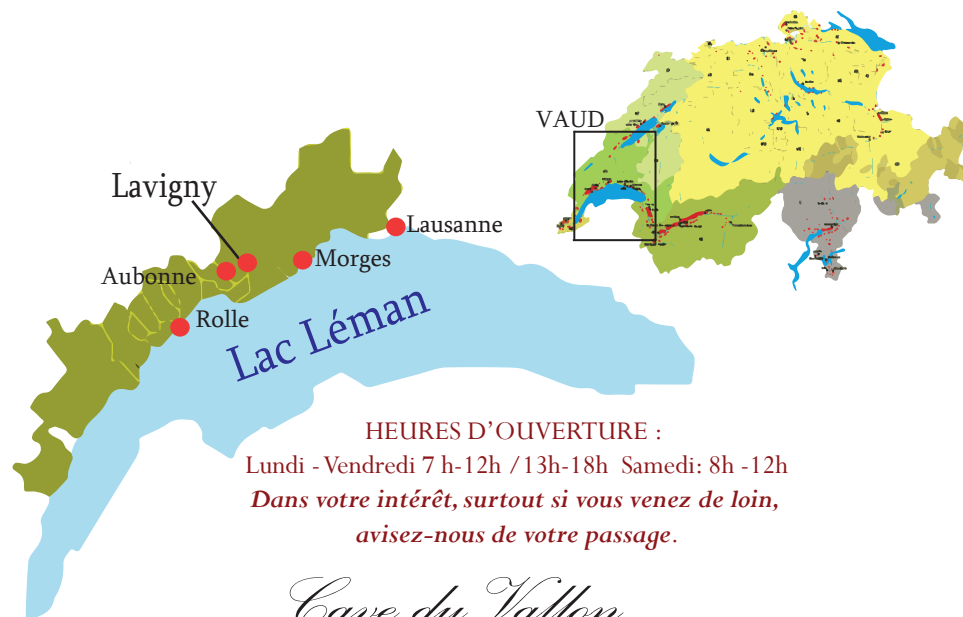 VAUD
Lavigny
Lausanne
Morges
Aubonne
Rolle
Lac Léman
HEURES D'OUVERTURE :
Lundi - Vendredi 7 h-12h / 13h-18h Samedi: 8h -12h
Dans votre intérêt, surtout si vous venez de loin,
avisez-nous de votre passage.
Cave du Vallon